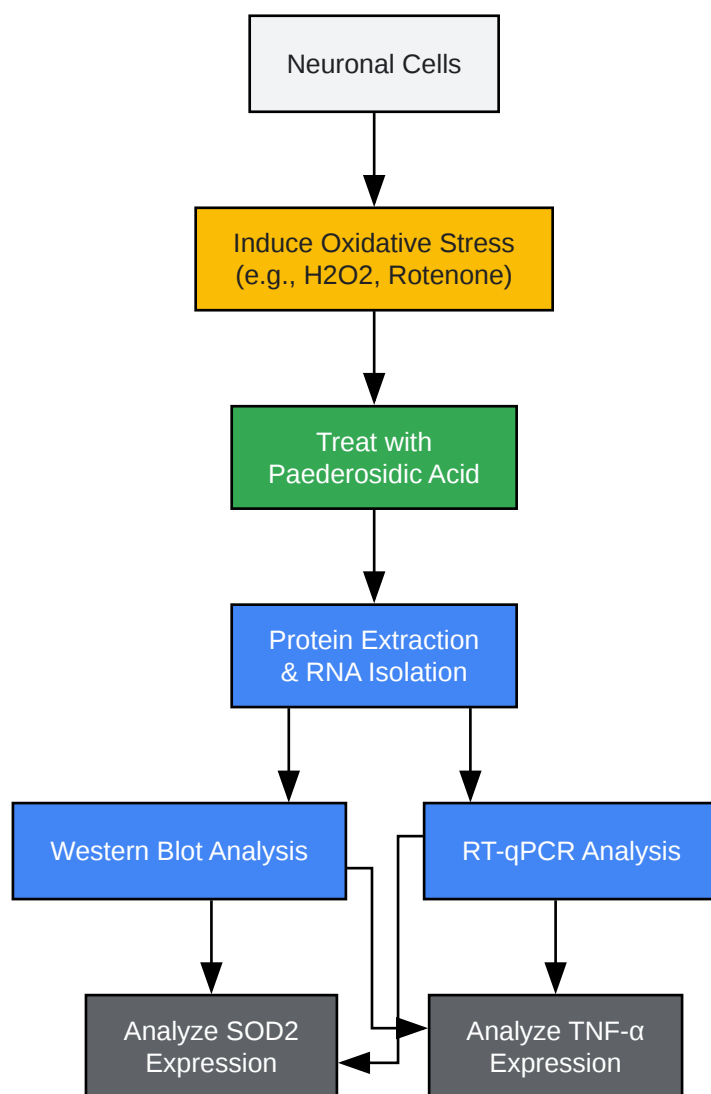 Neuronal Cells
Induce Oxidative Stress
(e.g., H2O2, Rotenone)
Treat with
Paederosidic Acid
Protein Extraction
& RNA Isolation
Western Blot Analysis
RT-qPCR Analysis
Analyze SOD2
Expression
Analyze TNF-α
Expression